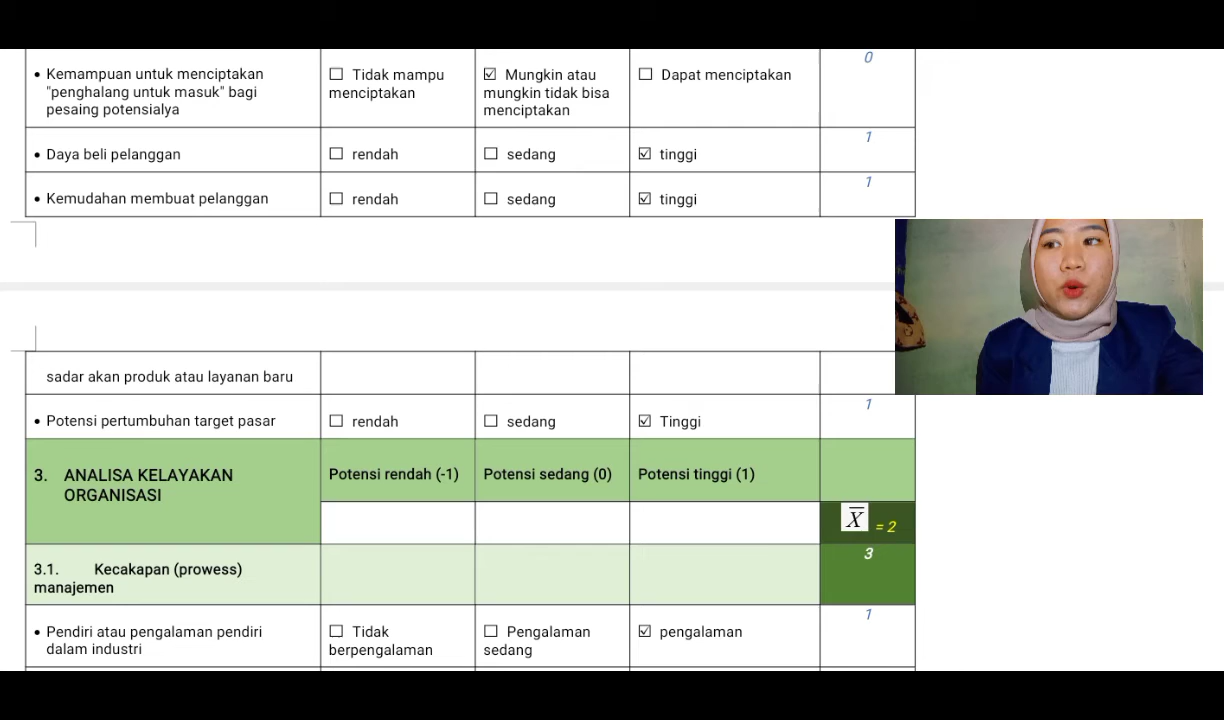 0
• Kemampuan untuk menciptakan
"penghalang untuk masuk" bagi
pesaing potensialya
☐ Tidak mampu
menciptakan
☑ Mungkin atau
mungkin tidak bisa
menciptakan
☐ Dapat menciptakan
1
• Daya beli pelanggan
☐ rendah
☐ sedang
☑ tinggi
1
• Kemudahan membuat pelanggan
☐ rendah
☐ sedang
☑ tinggi
sadar akan produk atau layanan baru
1
• Potensi pertumbuhan target pasar
☐ rendah
☐ sedang
☑ Tinggi
3. ANALISA KELAYAKAN
ORGANISASI
Potensi rendah (-1)
Potensi sedang (0)
Potensi tinggi (1)
X̅ = 2
3.1. Kecakapan (prowess)
manajemen
3
1
• Pendiri atau pengalaman pendiri
dalam industri
☐ Tidak
berpengalaman
☐ Pengalaman
sedang
☑ pengalaman